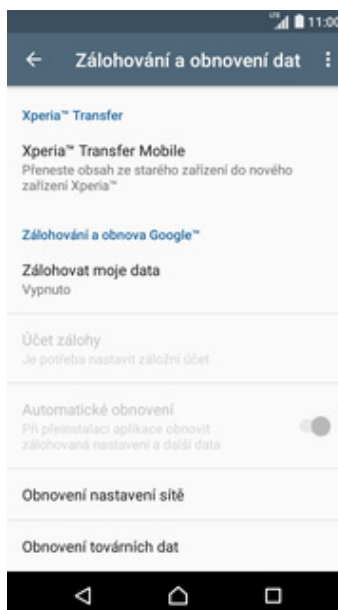 LTE 11:00
Zálohování a obnovení dat
Xperia™ Transfer
Xperia™ Transfer Mobile
Přeneste obsah ze starého zařízení do nového
zařízení Xperia™
Zálohování a obnova Google™
Zálohovat moje data
Vypnuto
Účet zálohy
Je potřeba nastavit záložní účet
Automatické obnovení
Při přeinstalaci aplikace obnovit
zálohovaná nastavení a další data
Obnovení nastavení sítě
Obnovení továrních dat